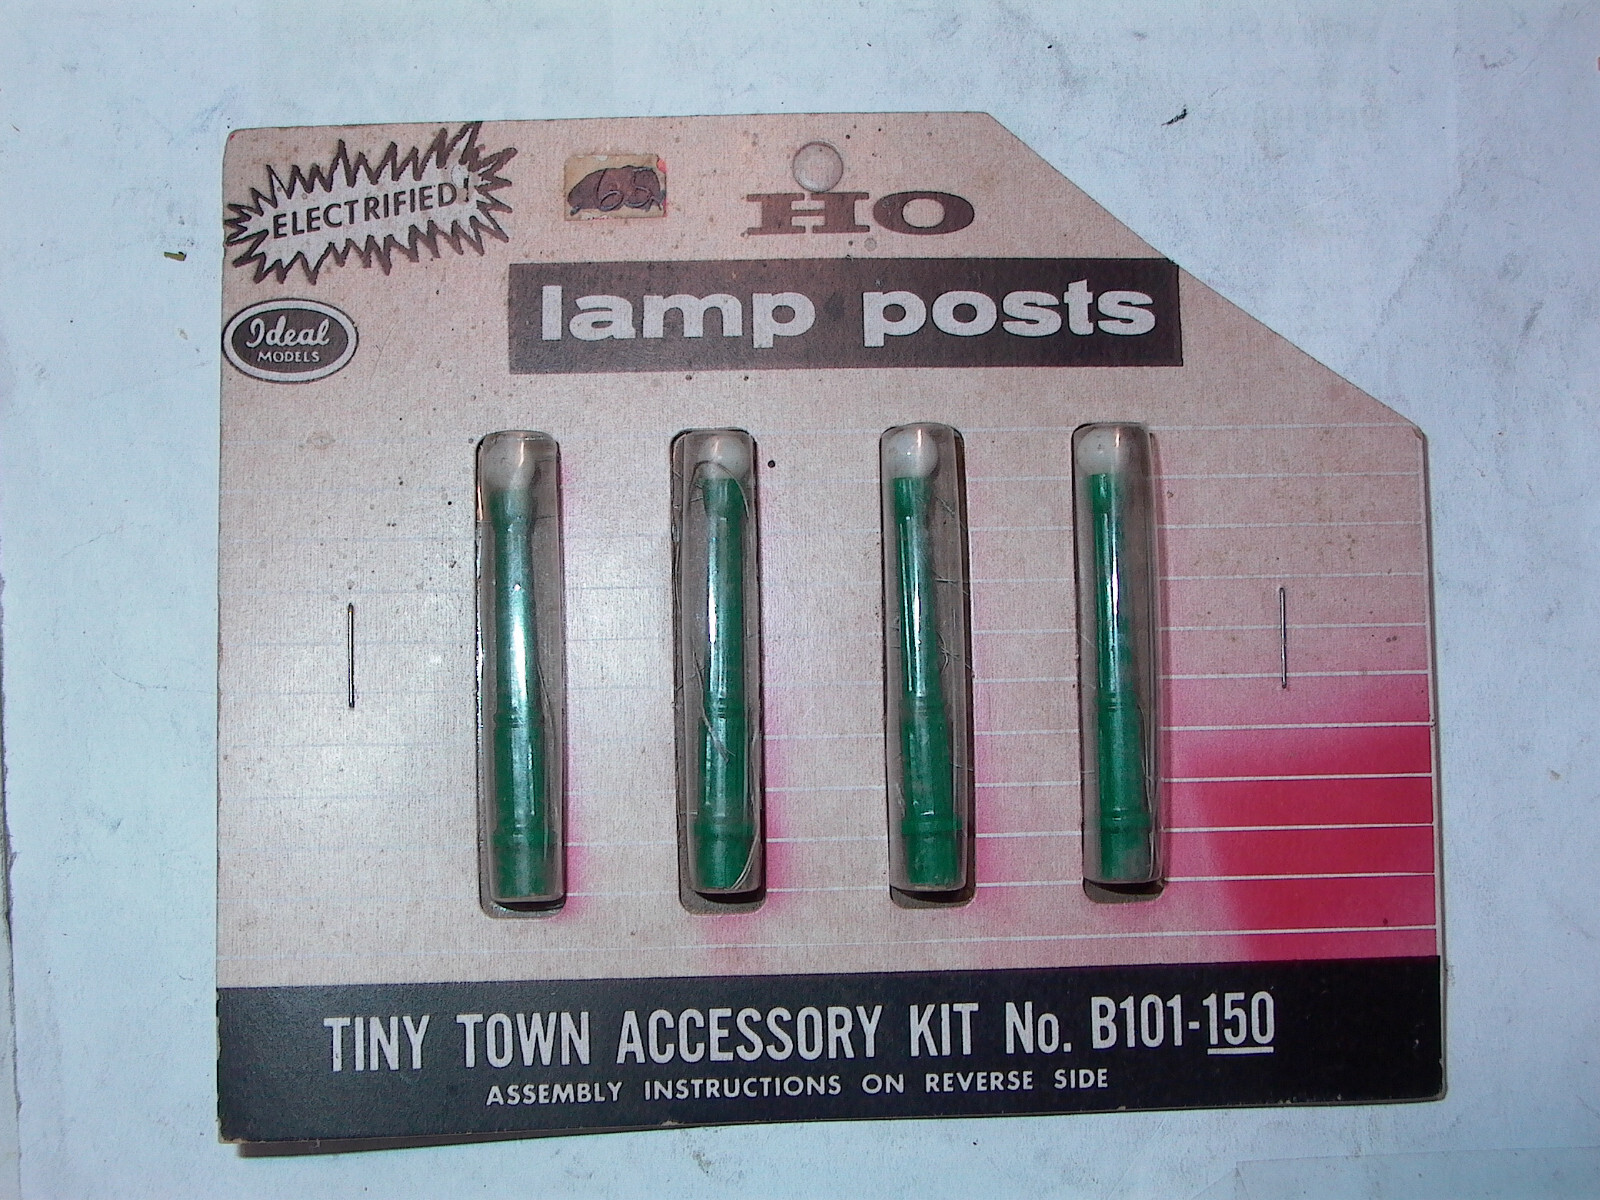 ELECTRIFIED!
65
HO
lamp posts
Ideal
MODELS
TINY TOWN ACCESSORY KIT No. B101-150
ASSEMBLY INSTRUCTIONS ON REVERSE SIDE